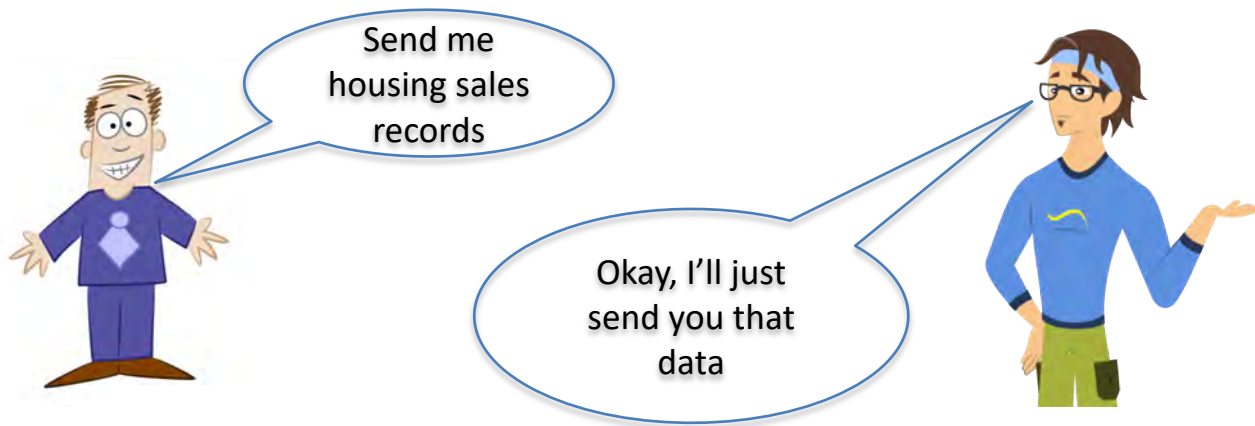 Send me
housing sales
records
Okay, I’ll just
send you that
data